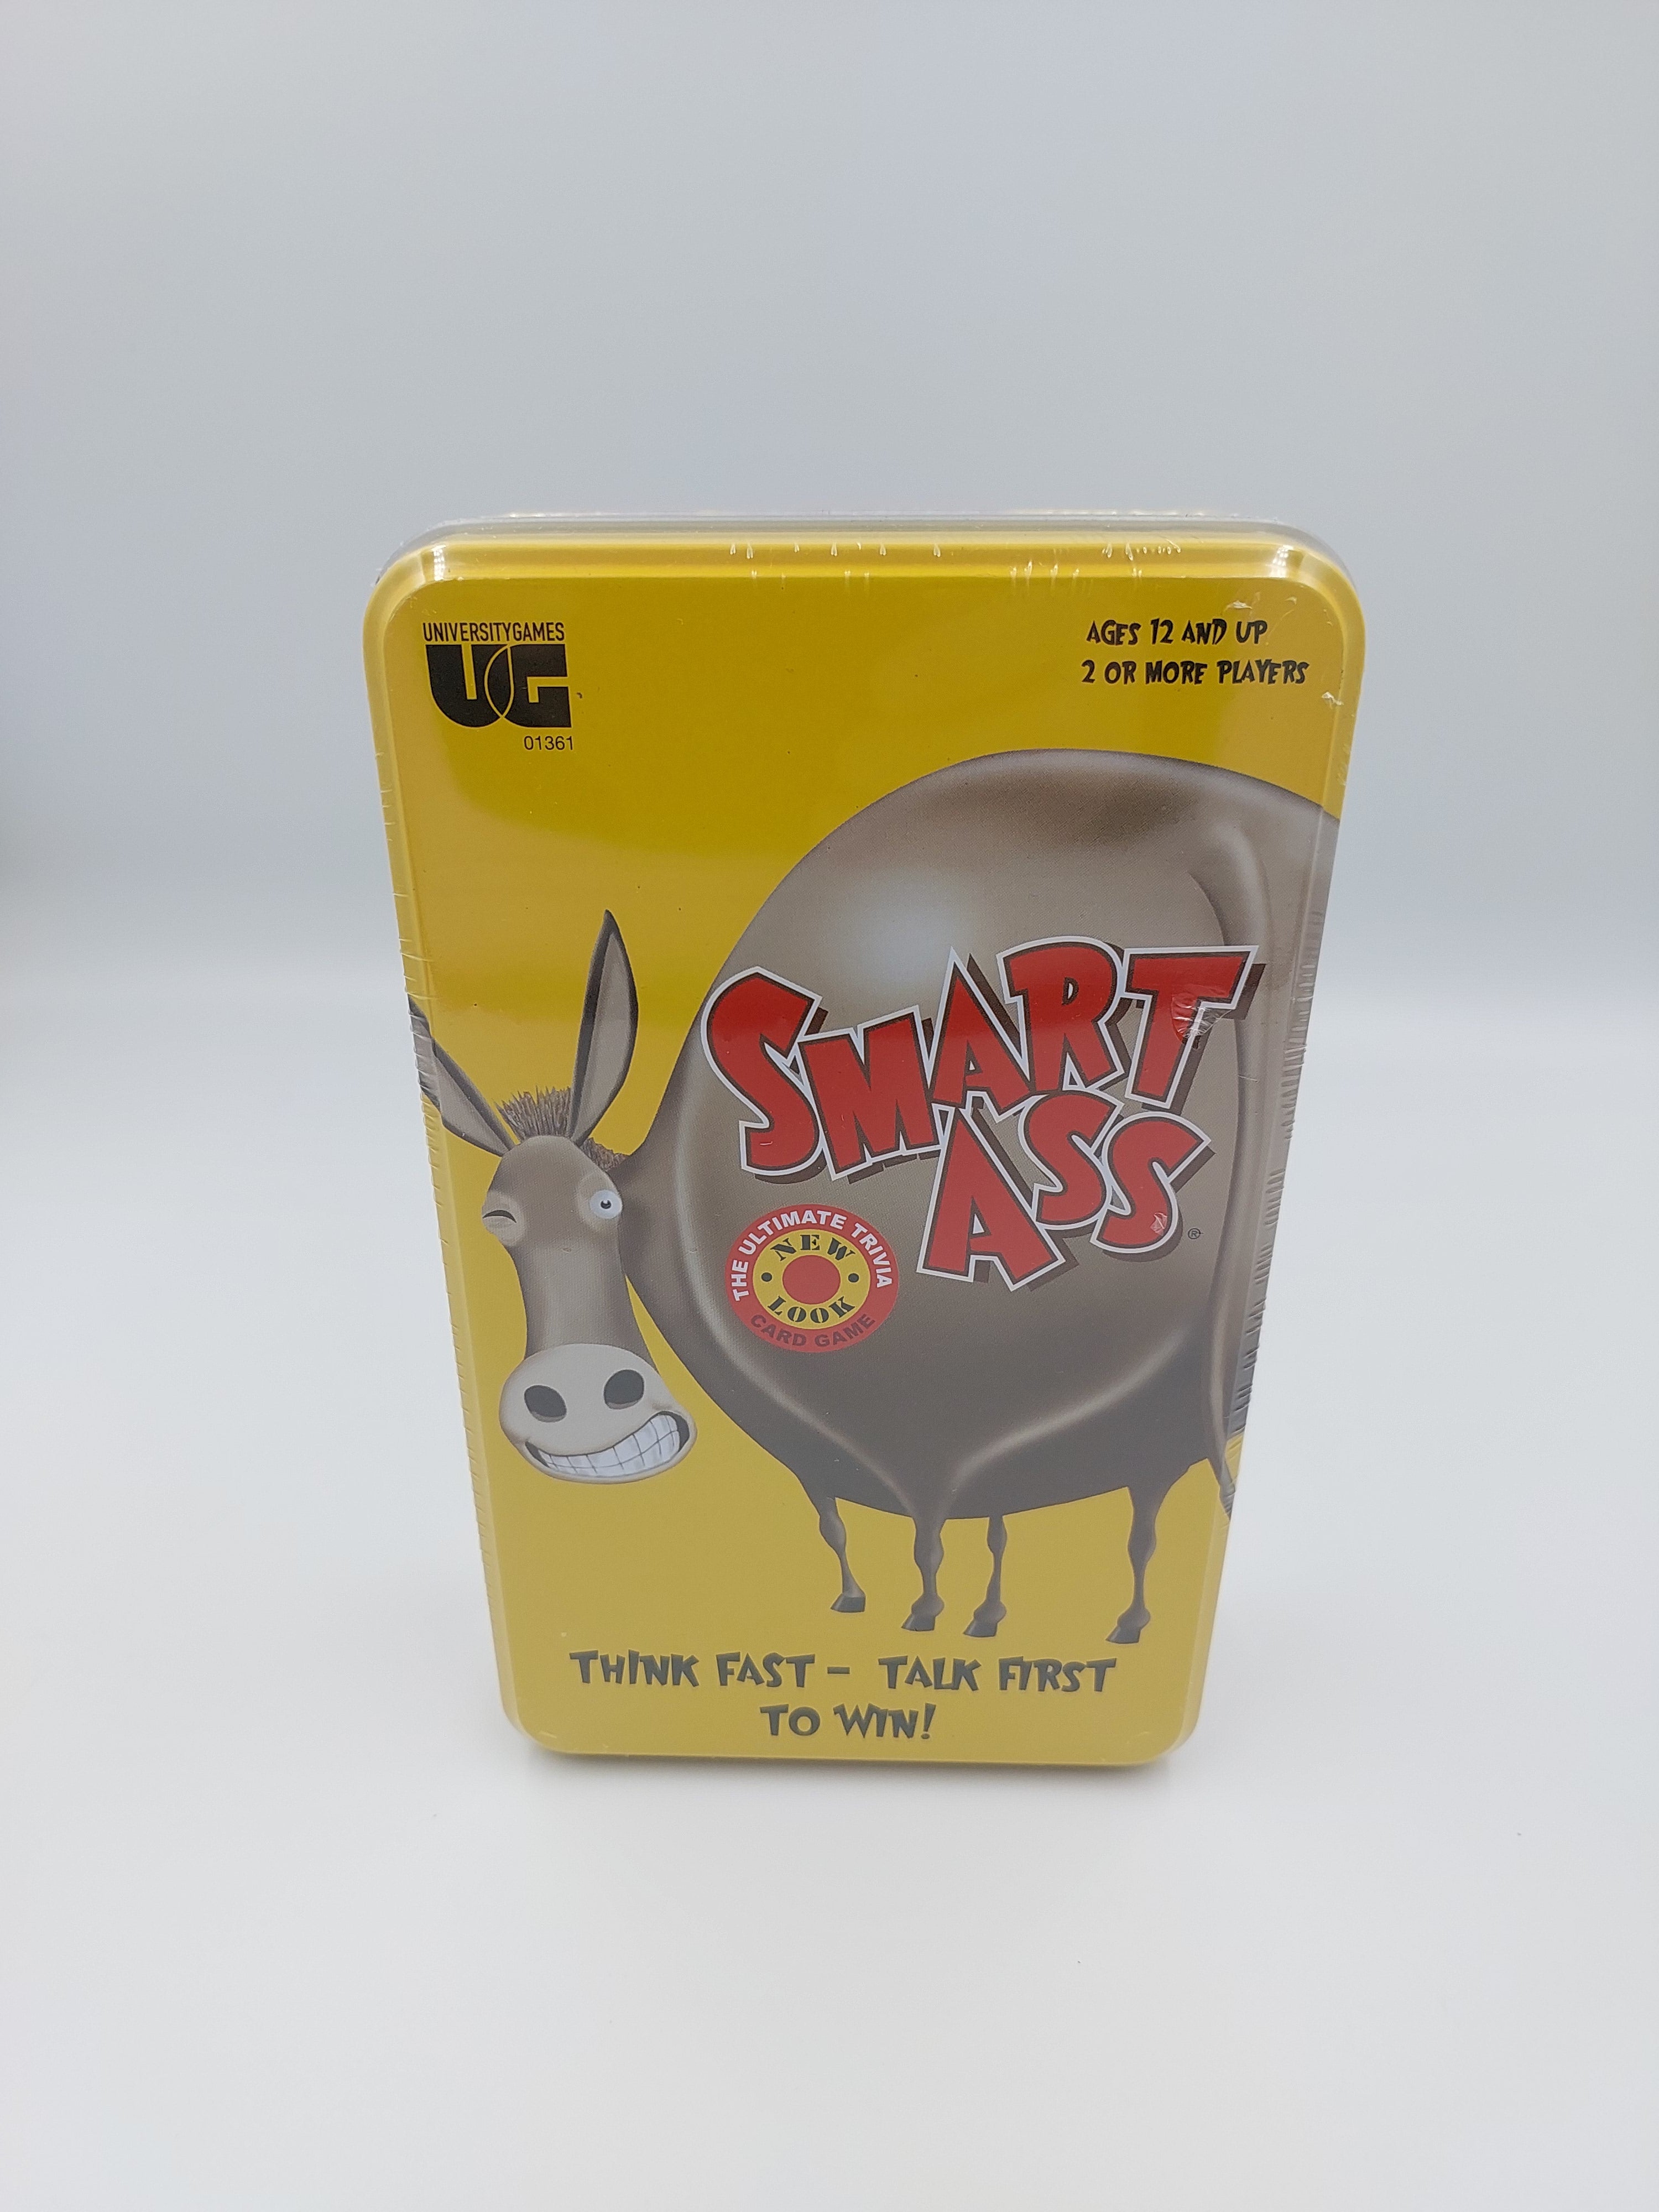 UNIVERSITYGAMES
UG
01361
AGES 12 AND UP
2 OR MORE PLAYERS
SMART
ASS
®
THE ULTIMATE TRIVIA
NEW
LOOK
CARD GAME
THINK FAST – TALK FIRST
TO WIN!